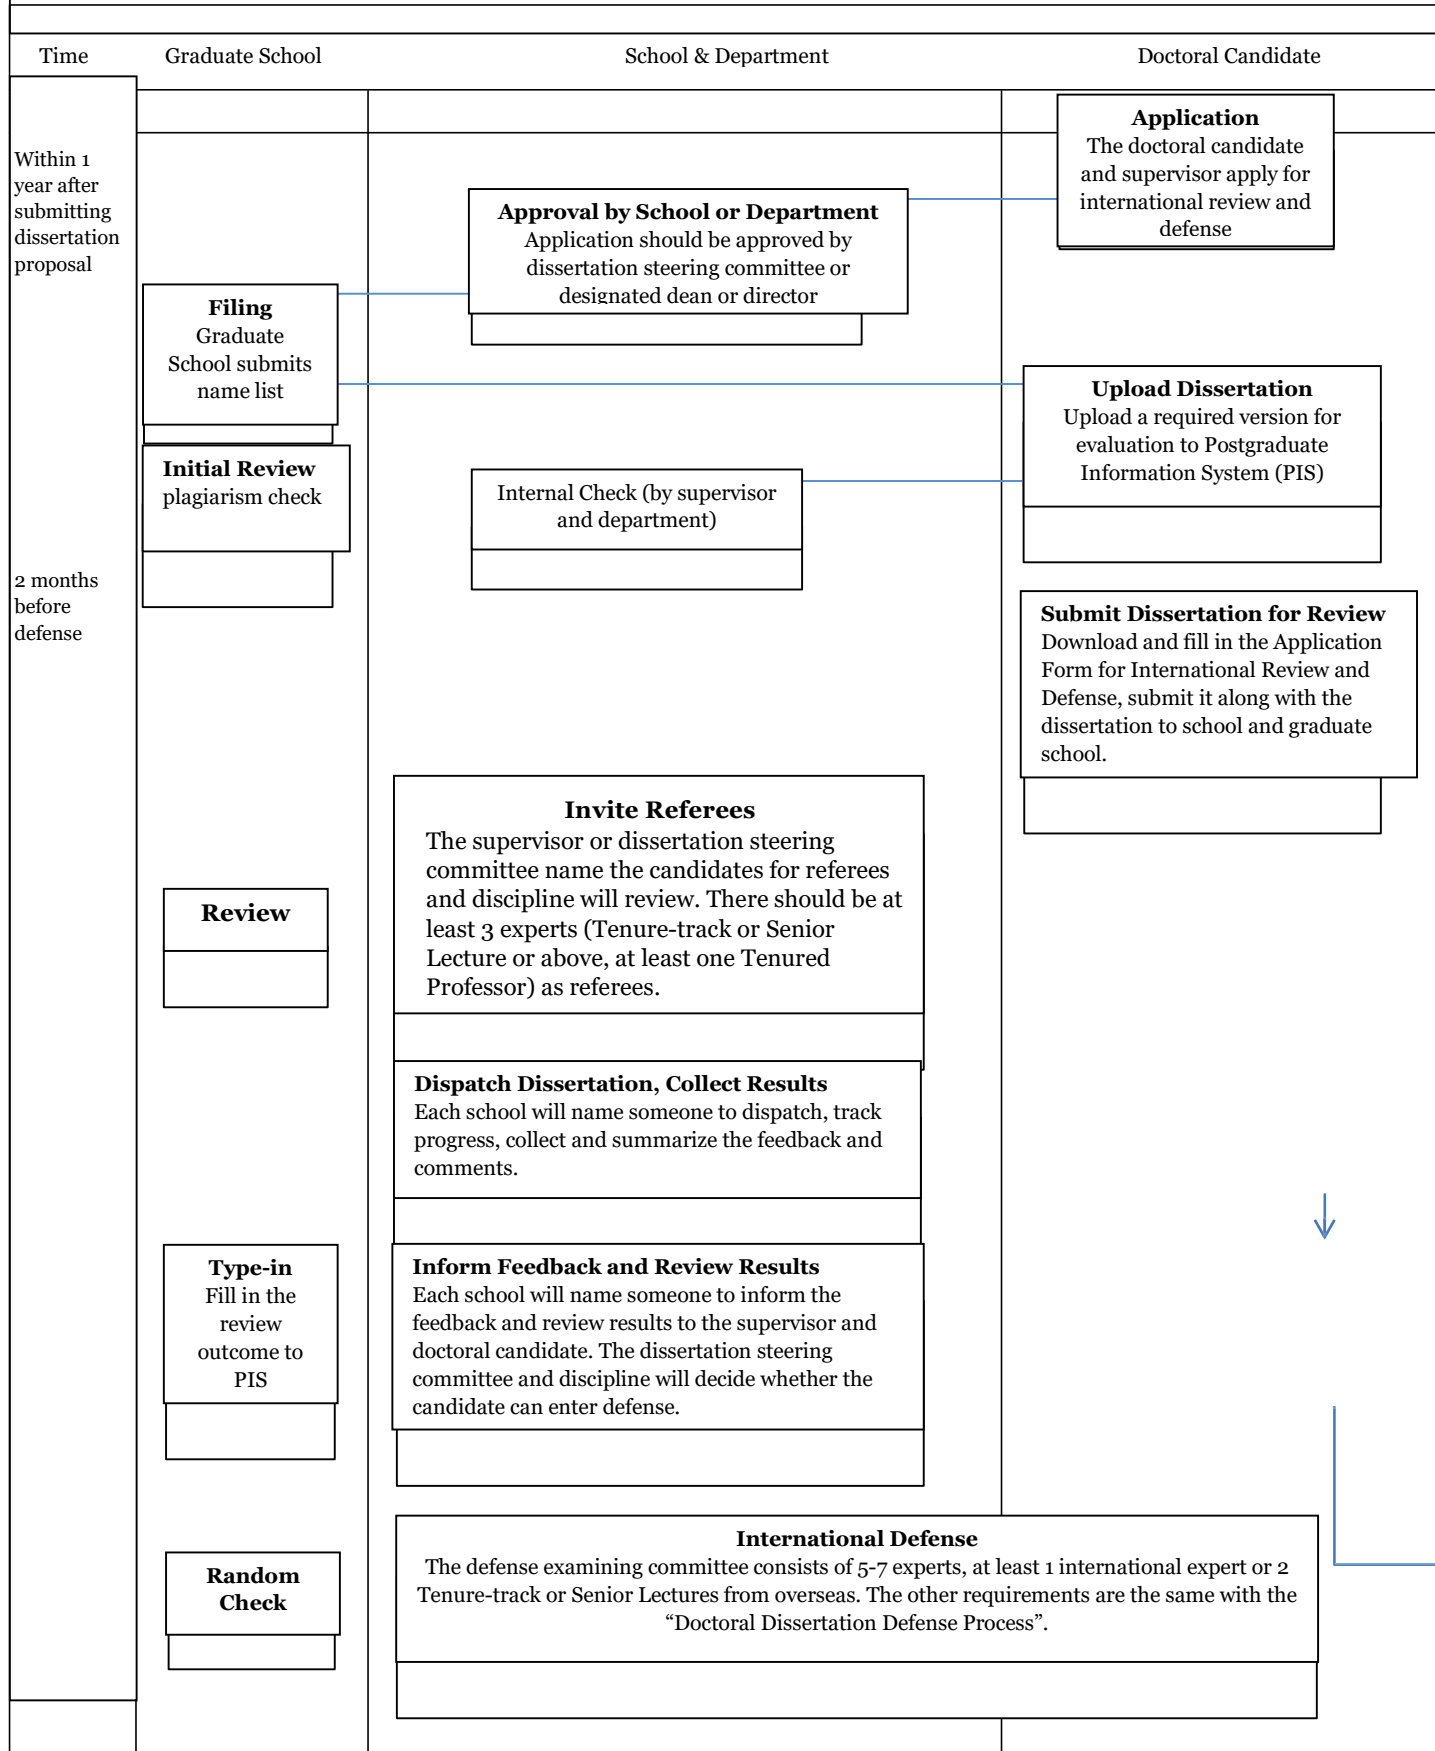 Time
Graduate School
School & Department
Doctoral Candidate
Within 1
year after
submitting
dissertation
proposal
Application
The doctoral candidate
and supervisor apply for
international review and
defense
Approval by School or Department
Application should be approved by
dissertation steering committee or
designated dean or director
Filing
Graduate
School submits
name list
Upload Dissertation
Upload a required version for
evaluation to Postgraduate
Information System (PIS)
Initial Review
plagiarism check
Internal Check (by supervisor
and department)
2 months
before
defense
Submit Dissertation for Review
Download and fill in the Application
Form for International Review and
Defense, submit it along with the
dissertation to school and graduate
school.
Invite Referees
The supervisor or dissertation steering
committee name the candidates for referees
and discipline will review. There should be at
least 3 experts (Tenure-track or Senior
Lecture or above, at least one Tenured
Professor) as referees.
Review
Dispatch Dissertation, Collect Results
Each school will name someone to dispatch, track
progress, collect and summarize the feedback and
comments.
Type-in
Fill in the
review
outcome to
PIS
Inform Feedback and Review Results
Each school will name someone to inform the
feedback and review results to the supervisor and
doctoral candidate. The dissertation steering
committee and discipline will decide whether the
candidate can enter defense.
International Defense
The defense examining committee consists of 5-7 experts, at least 1 international expert or 2
Tenure-track or Senior Lectures from overseas. The other requirements are the same with the
“Doctoral Dissertation Defense Process”.
Random
Check